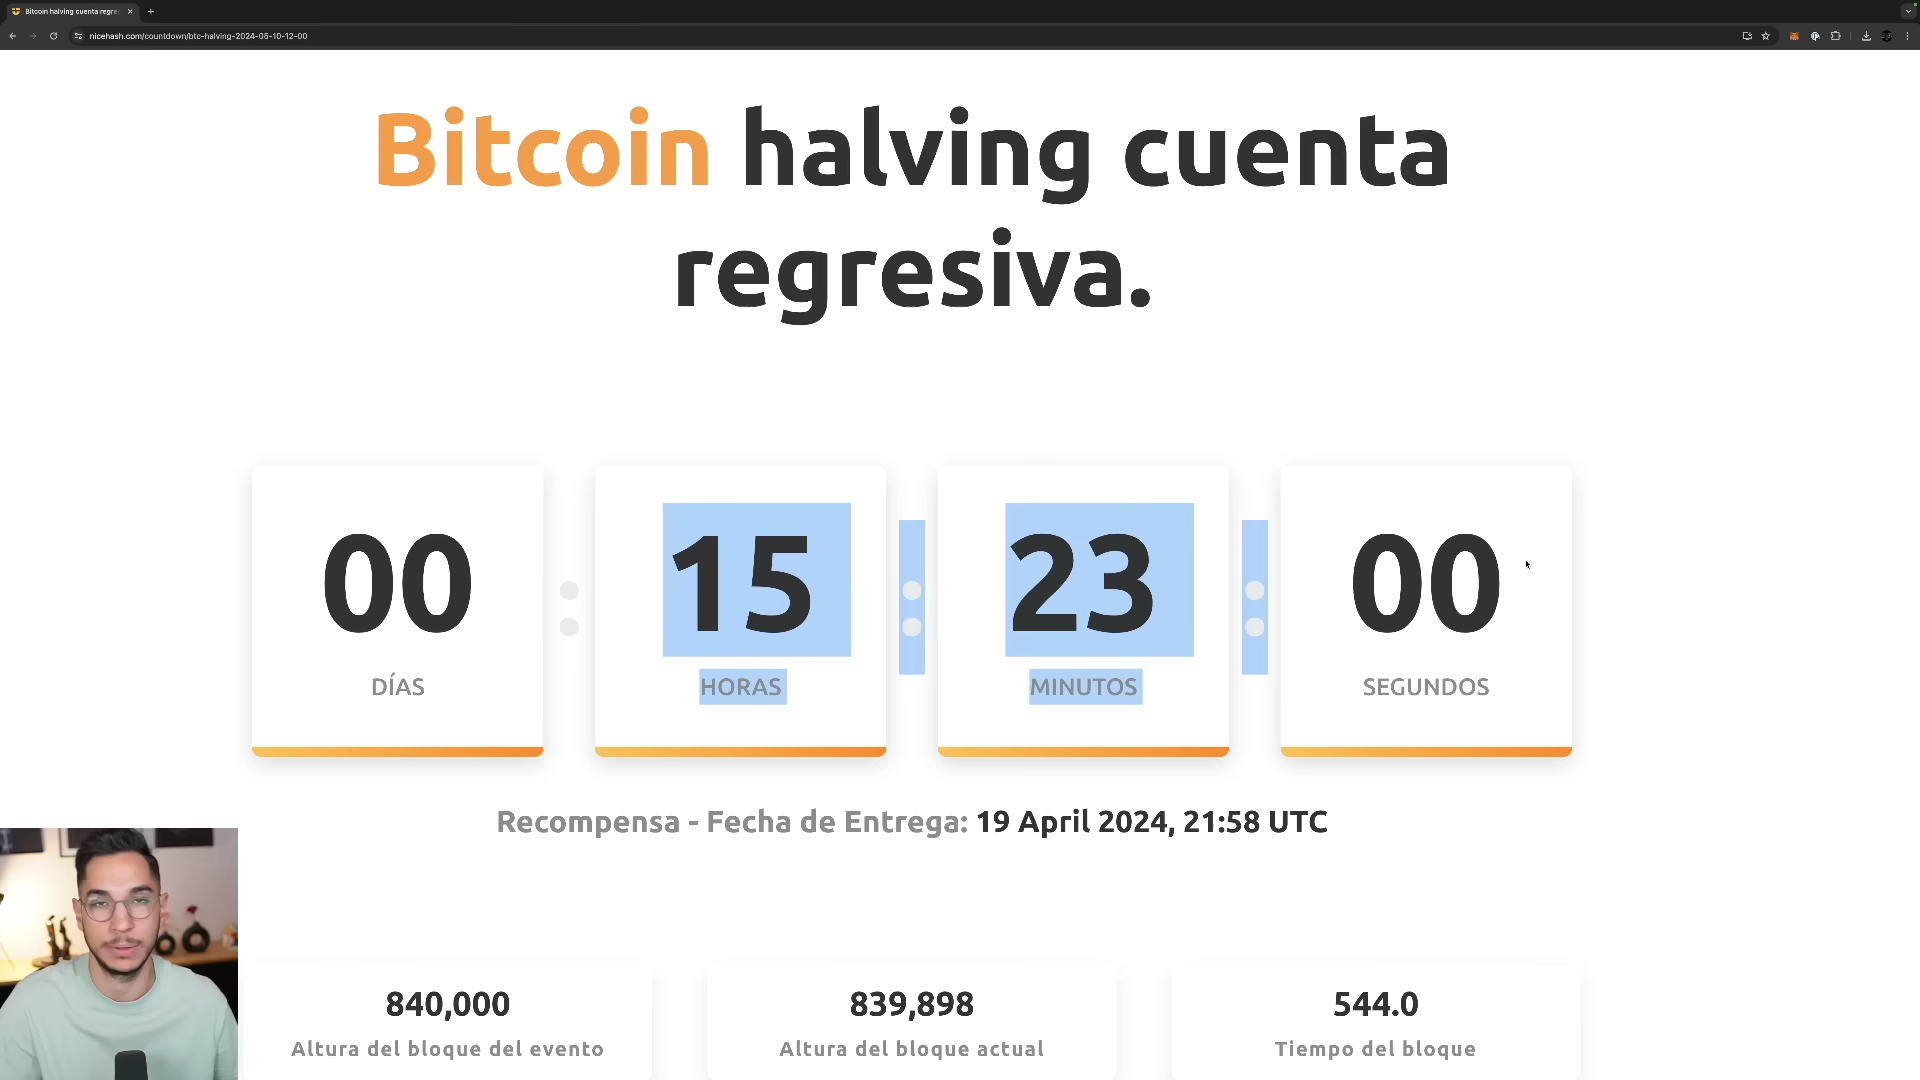 Bitcoin halving cuenta regre
nicehash.com/countdown/btc-halving-2024-05-10-12-00
Bitcoin halving cuenta
regresiva.
00 : 15 : 23 : 00
DÍAS HORAS MINUTOS SEGUNDOS
Recompensa - Fecha de Entrega: 19 April 2024, 21:58 UTC
840,000 839,898 544.0
Altura del bloque del evento Altura del bloque actual Tiempo del bloque